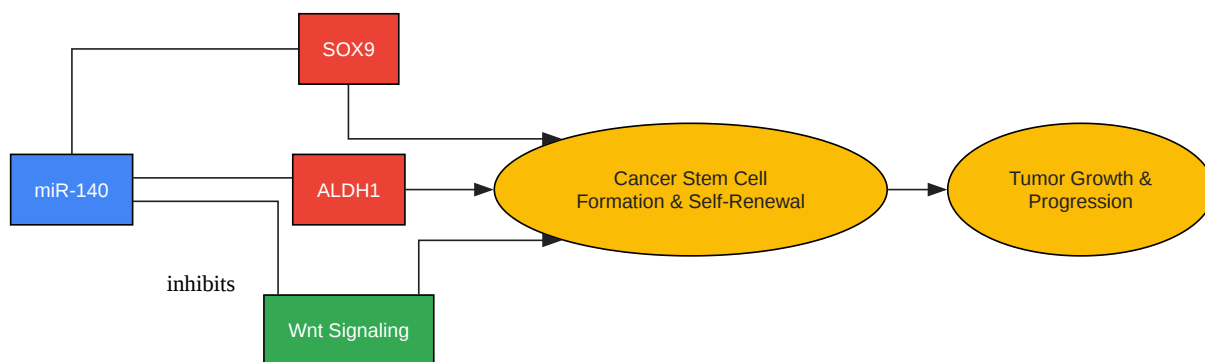 SOX9
miR-140
ALDH1
Cancer Stem Cell
Formation & Self-Renewal
Tumor Growth &
Progression
inhibits
Wnt Signaling